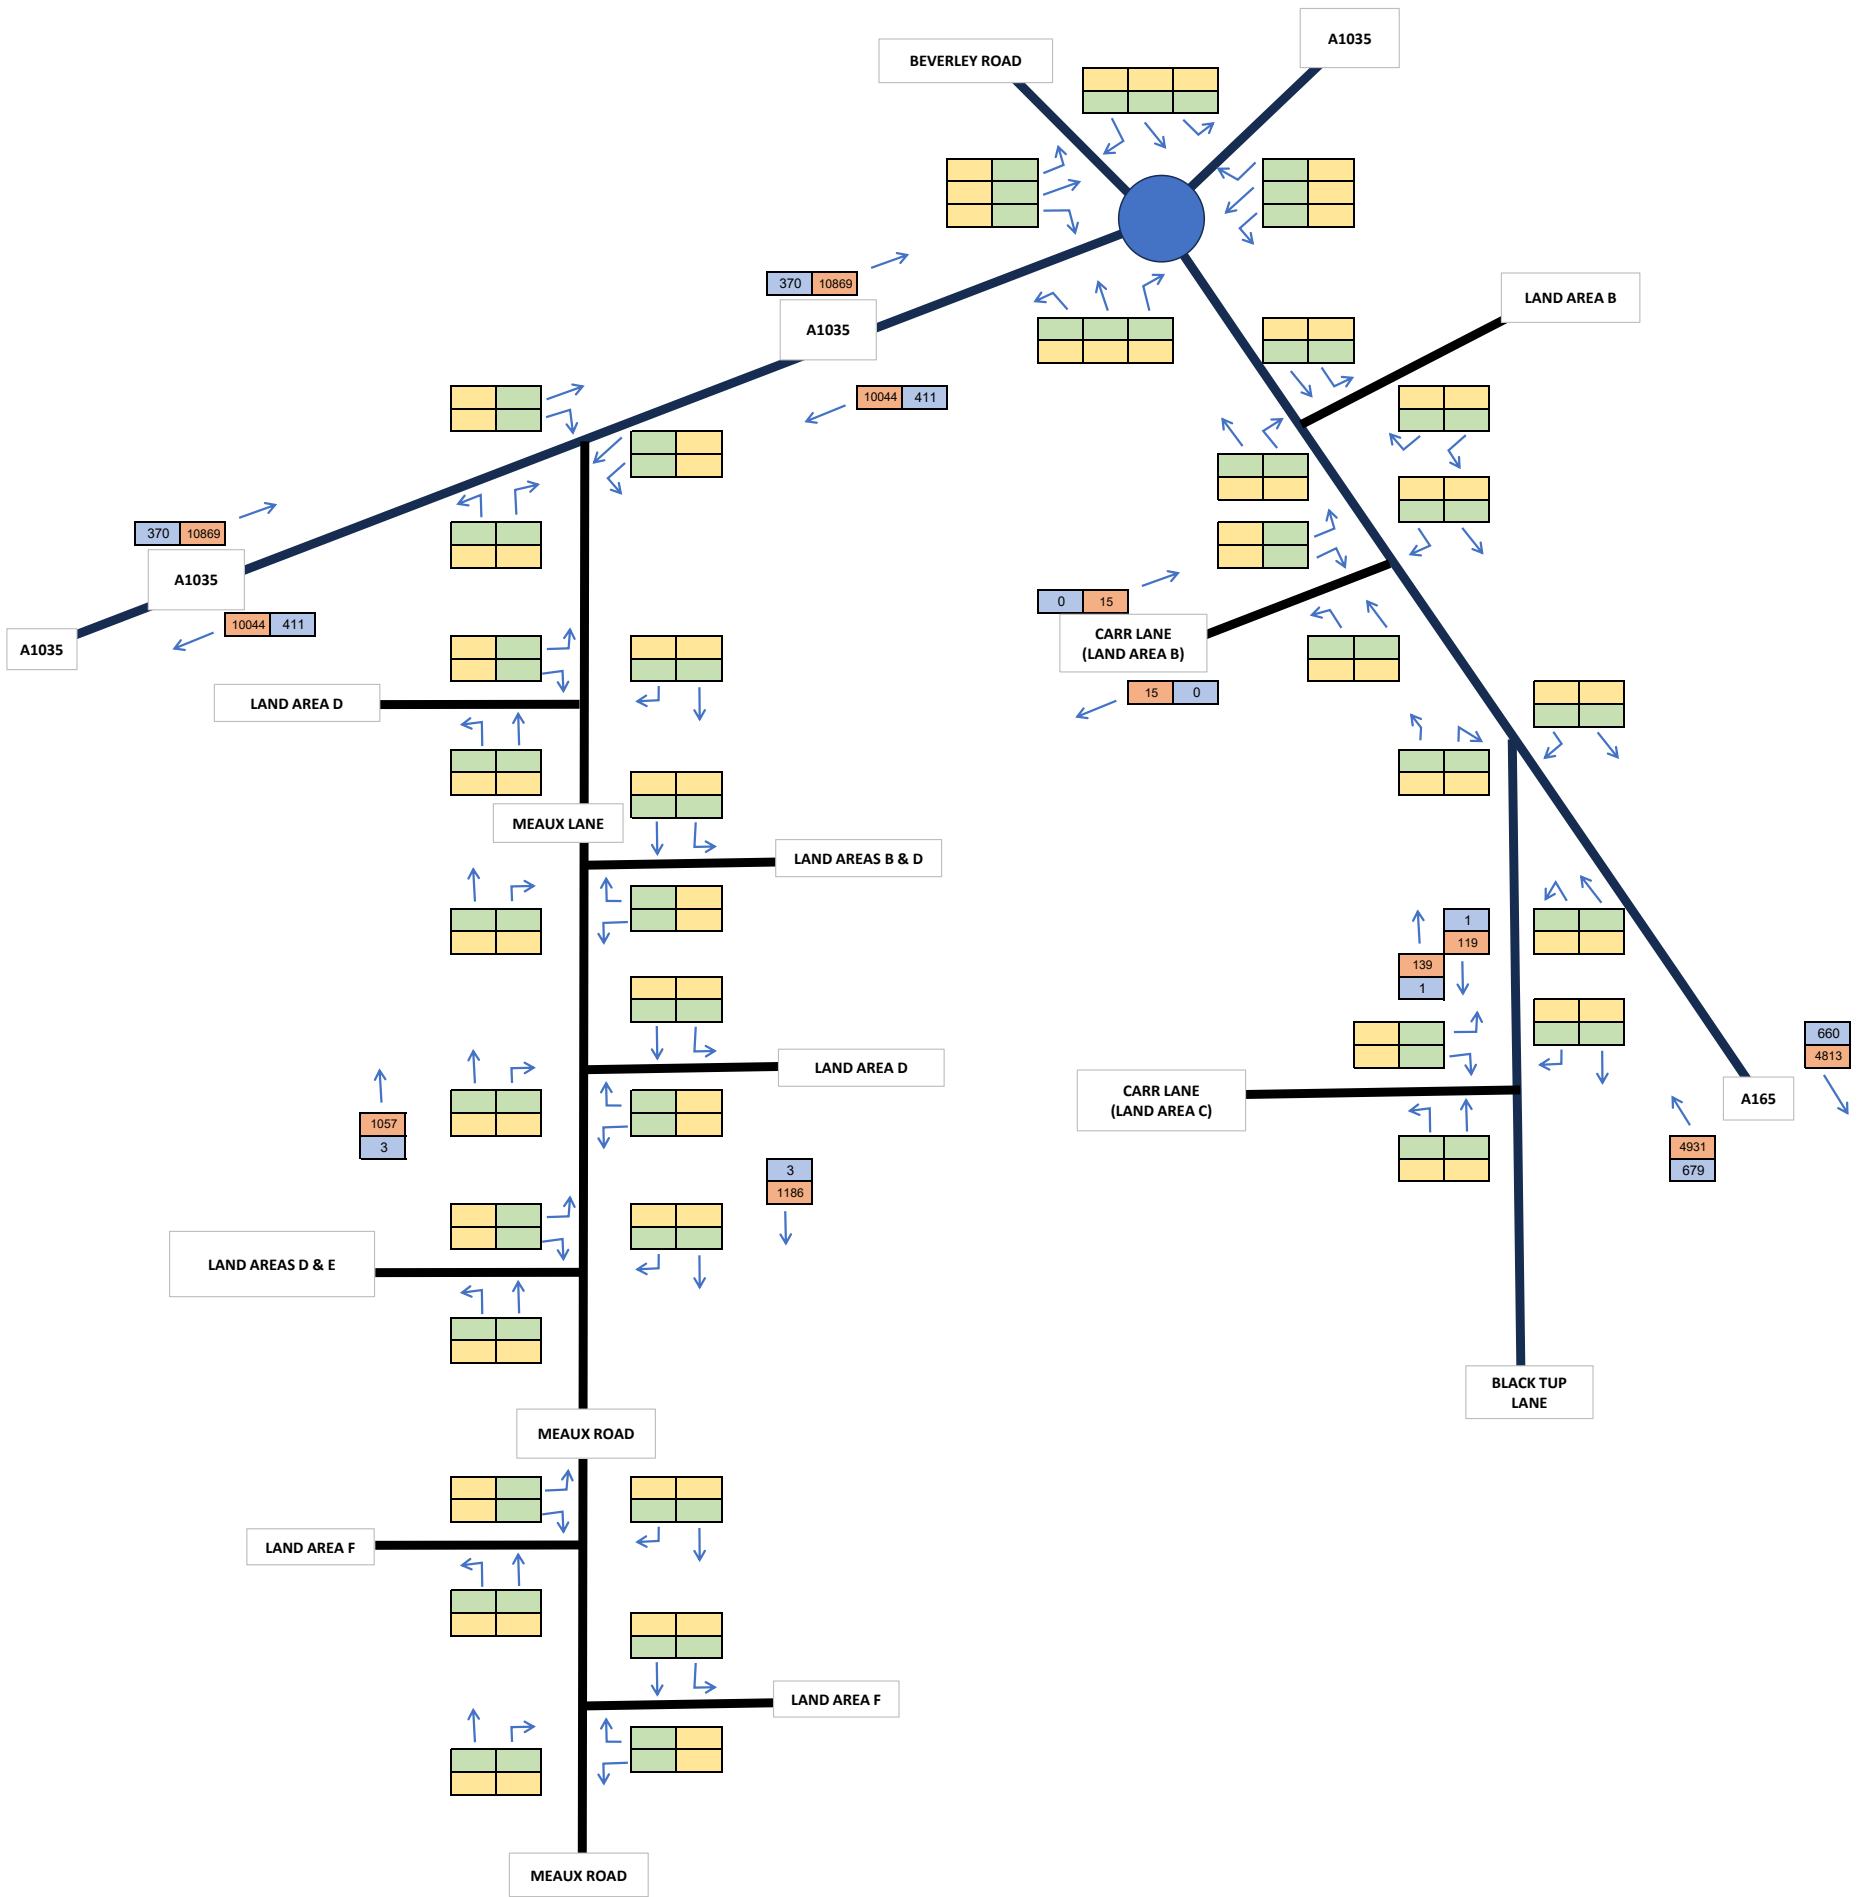 A1035
BEVERLEY ROAD
370 10869
LAND AREA B
A1035
10044 411
370 10869
A1035
10044 411
A1035
0 15
CARR LANE
(LAND AREA B)
15 0
LAND AREA D
MEAUX LANE
LAND AREAS B & D
1
119
139
1
660
4813
LAND AREA D
CARR LANE
(LAND AREA C)
A165
1057
3
4931
679
3
1186
LAND AREAS D & E
BLACK TUP
LANE
MEAUX ROAD
LAND AREA F
LAND AREA F
MEAUX ROAD